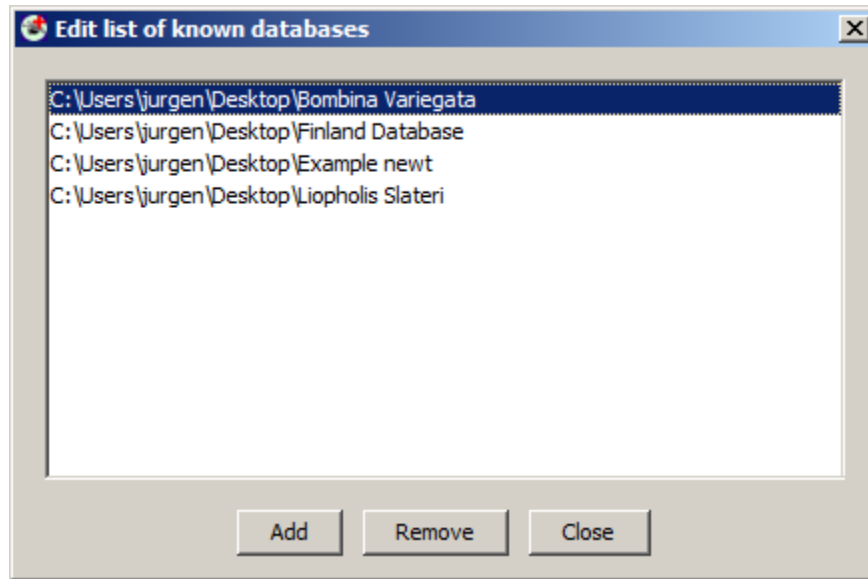 Edit list of known databases
C:\Users\jurgen\Desktop\Bombina Variegata
C:\Users\jurgen\Desktop\Finland Database
C:\Users\jurgen\Desktop\Example newt
C:\Users\jurgen\Desktop\Liopholis Slateri
Add Remove Close